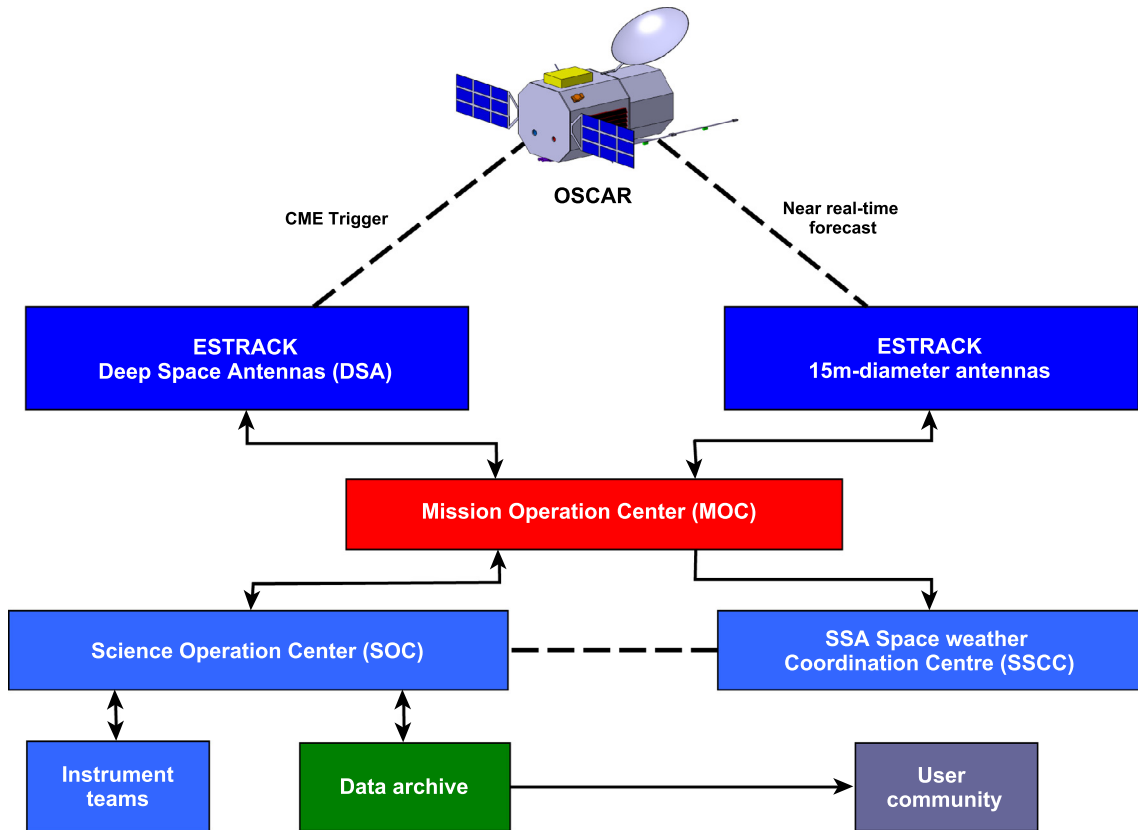 OSCAR
CME Trigger
Near real-time
forecast
ESTRACK
Deep Space Antennas (DSA)
ESTRACK
15m-diameter antennas
Mission Operation Center (MOC)
Science Operation Center (SOC)
SSA Space weather
Coordination Centre (SSCC)
Instrument
teams
Data archive
User
community